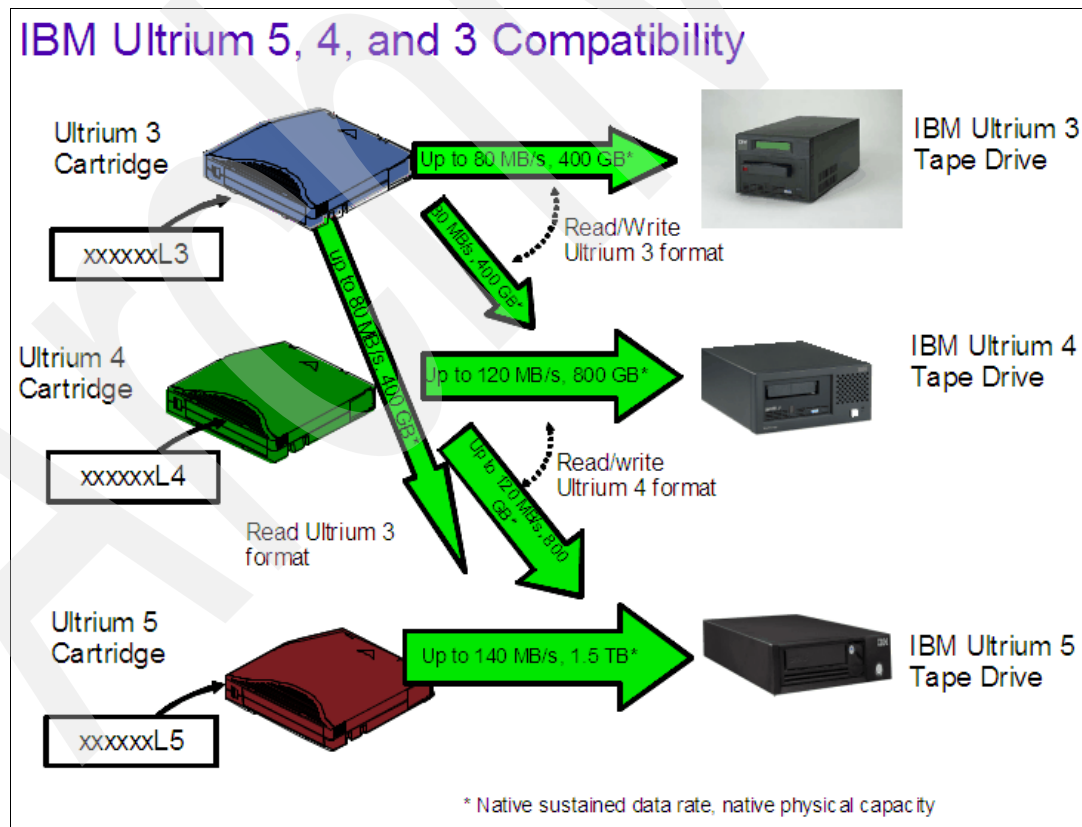 IBM Ultrium 5, 4, and 3 Compatibility
Ultrium 3
Cartridge
xxxxxxL3
Up to 80 MB/s, 400 GB*
IBM Ultrium 3
Tape Drive
80 MB/s, 400 GB*
Read/Write
Ultrium 3 format
up to 80 MB/s, 400 GB*
Ultrium 4
Cartridge
xxxxxxL4
Up to 120 MB/s, 800 GB*
IBM Ultrium 4
Tape Drive
Up to 120 MB/s, 800
GB*
Read/write
Ultrium 4 format
Read Ultrium 3
format
Ultrium 5
Cartridge
xxxxxxL5
Up to 140 MB/s, 1.5 TB*
IBM Ultrium 5
Tape Drive
* Native sustained data rate, native physical capacity